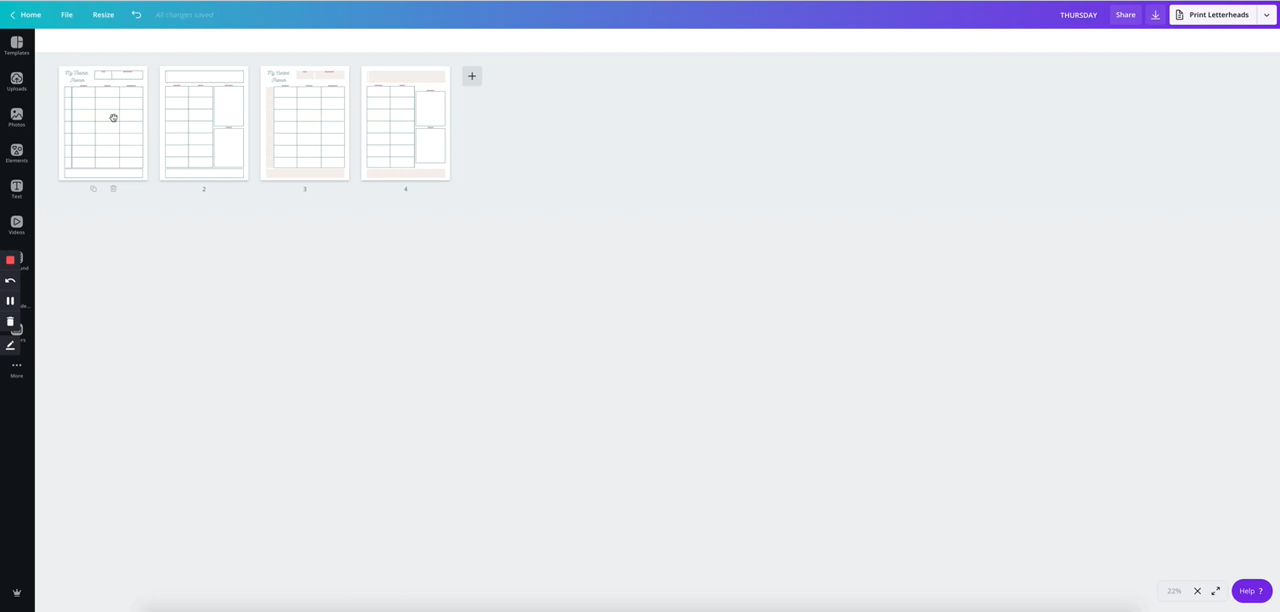 Home
File
Resize
All changes saved
THURSDAY
Share
Print Letterheads
Templates
Uploads
Photos
Elements
Text
Videos
More
2
3
4
22%
Help ?